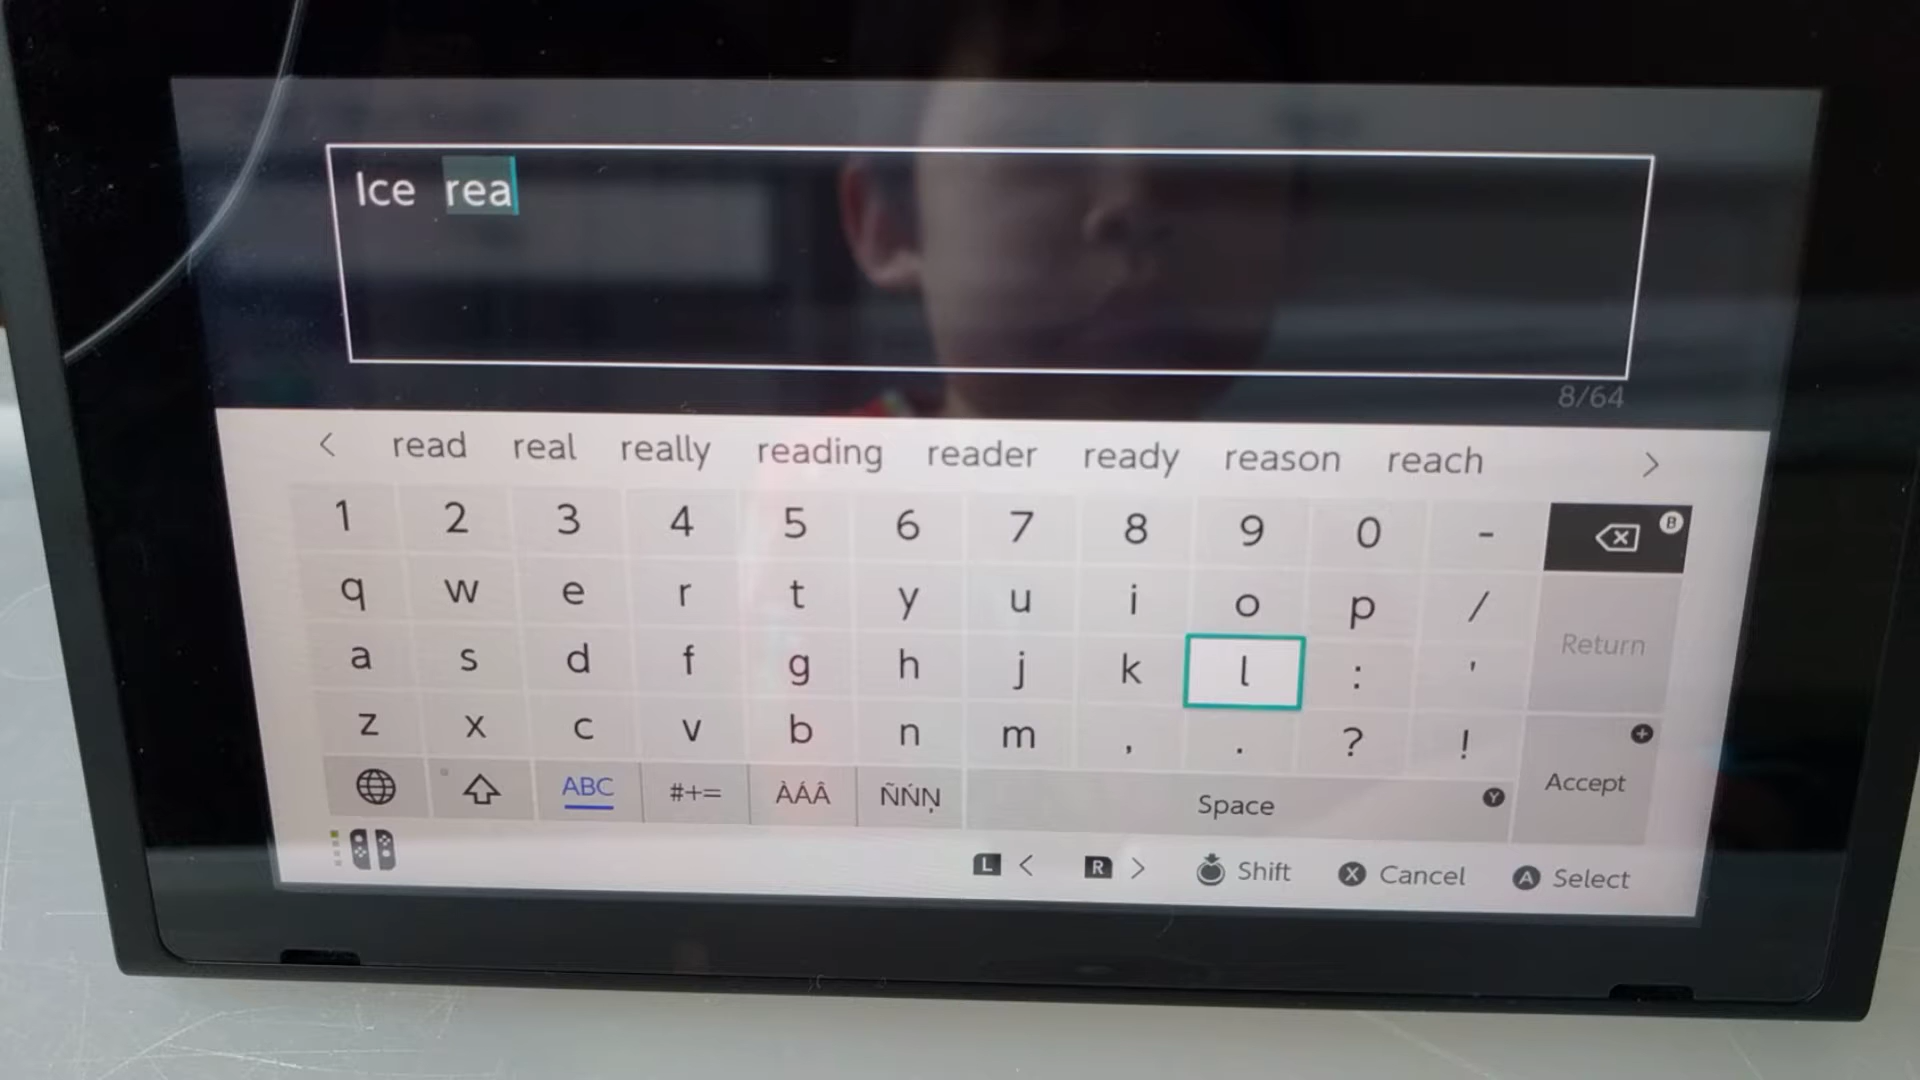 Ice  rea
8/64
< read real really reading reader ready reason reach >
1 2 3 4 5 6 7 8 9 0 - B
q w e r t y u i o p /
Return
a s d f g h j k l : '
z x c v b n m , . ? ! +
Accept
ABC #+= ÀÁÂ ÑŃŅ Space Y
L < R > Shift X Cancel A Select